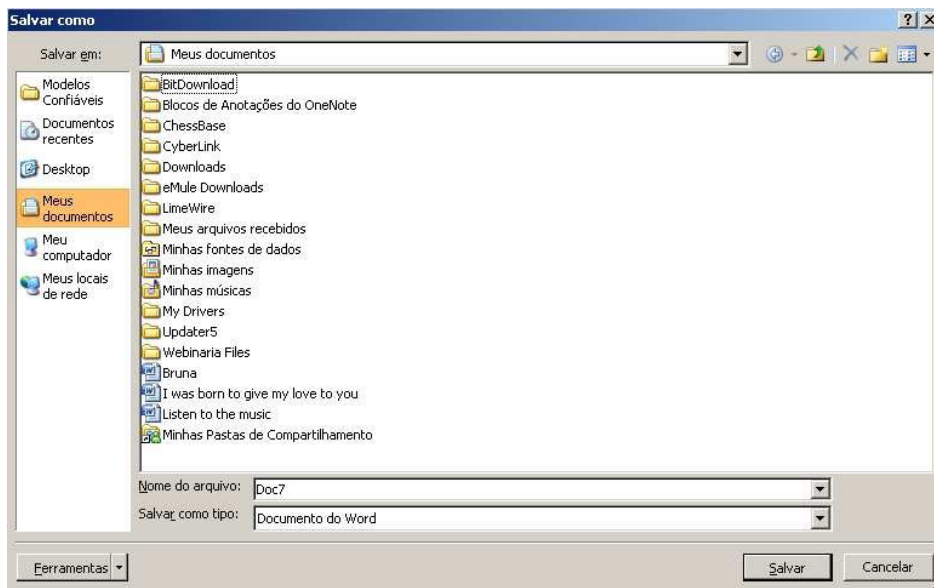 Salvar como
Salvar em:
Meus documentos
Modelos
Confiáveis
Documentos
recentes
Desktop
Meus
documentos
Meu
computador
Meus locais
de rede
BitDownload
Blocos de Anotações do OneNote
ChessBase
CyberLink
Downloads
eMule Downloads
LimeWire
Meus arquivos recebidos
Minhas fontes de dados
Minhas imagens
Minhas músicas
My Drivers
Updater5
Webinaria Files
Bruna
I was born to give my love to you
Listen to the music
Minhas Pastas de Compartilhamento
Nome do arquivo:
Doc7
Salvar como tipo:
Documento do Word
Ferramentas
Salvar
Cancelar